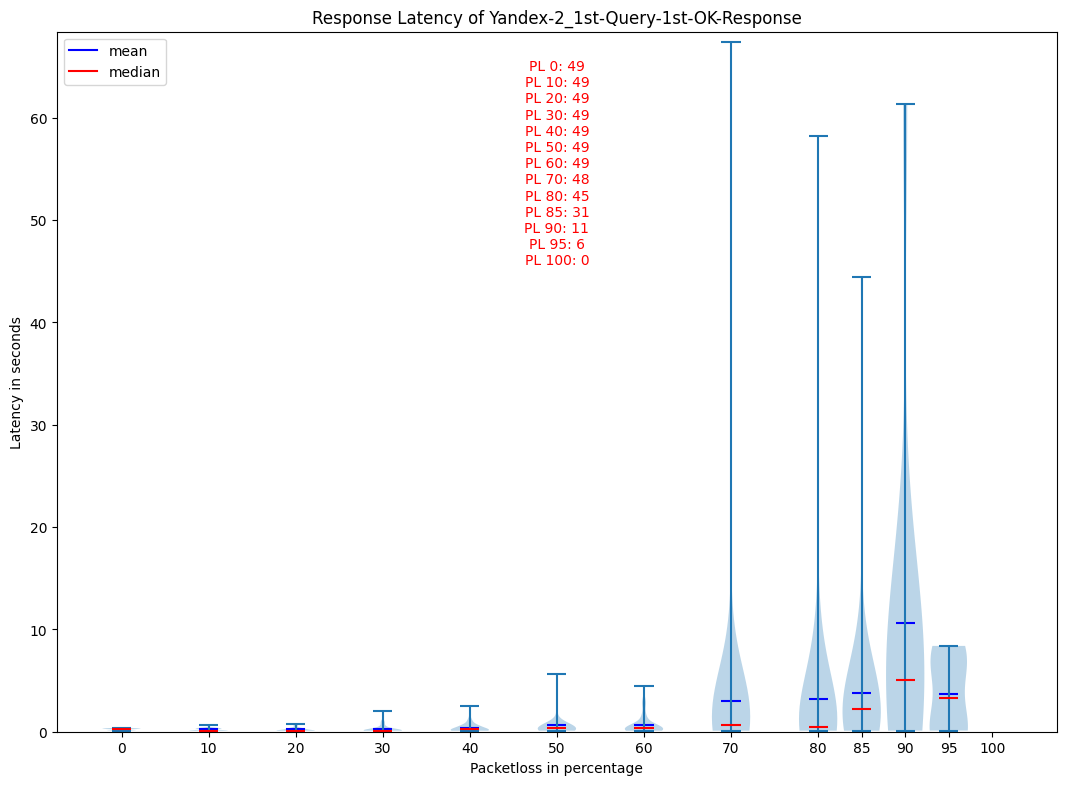 Response Latency of Yandex-2_1st-Query-1st-OK-Response
mean
median
PL 0: 49
PL 10: 49
PL 20: 49
PL 30: 49
PL 40: 49
PL 50: 49
PL 60: 49
PL 70: 48
PL 80: 45
PL 85: 31
PL 90: 11
PL 95: 6
PL 100: 0
Latency in seconds
60
50
40
30
20
10
0
0 10 20 30 40 50 60 70 80 85 90 95 100
Packetloss in percentage